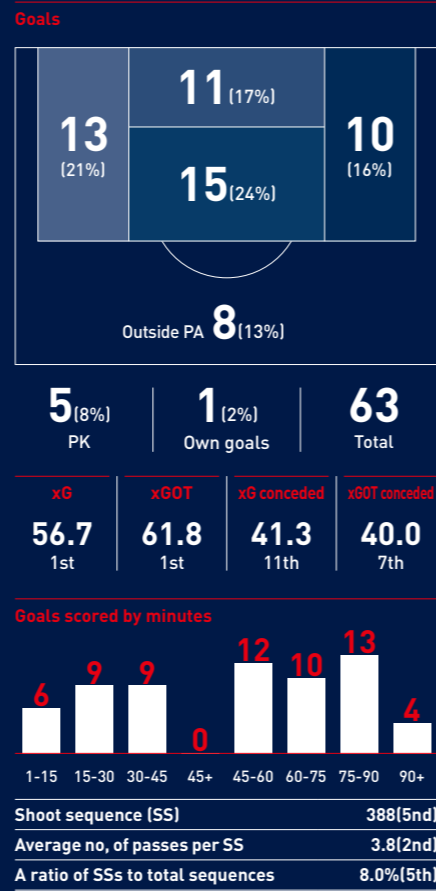 Goals
11(17%)
13
(21%)
10
(16%)
15(24%)
Outside PA 8(13%)
5(8%)
PK
1(2%)
Own goals
63
Total
xG
56.7
1st
xGOT
61.8
1st
xG conceded
41.3
11th
xGOT conceded
40.0
7th
Goals scored by minutes
6 9 9 0 12 10 13 4
1-15 15-30 30-45 45+ 45-60 60-75 75-90 90+
Shoot sequence (SS) 388(5nd)
Average no, of passes per SS 3.8(2nd)
A ratio of SSs to total sequences 8.0%(5th)